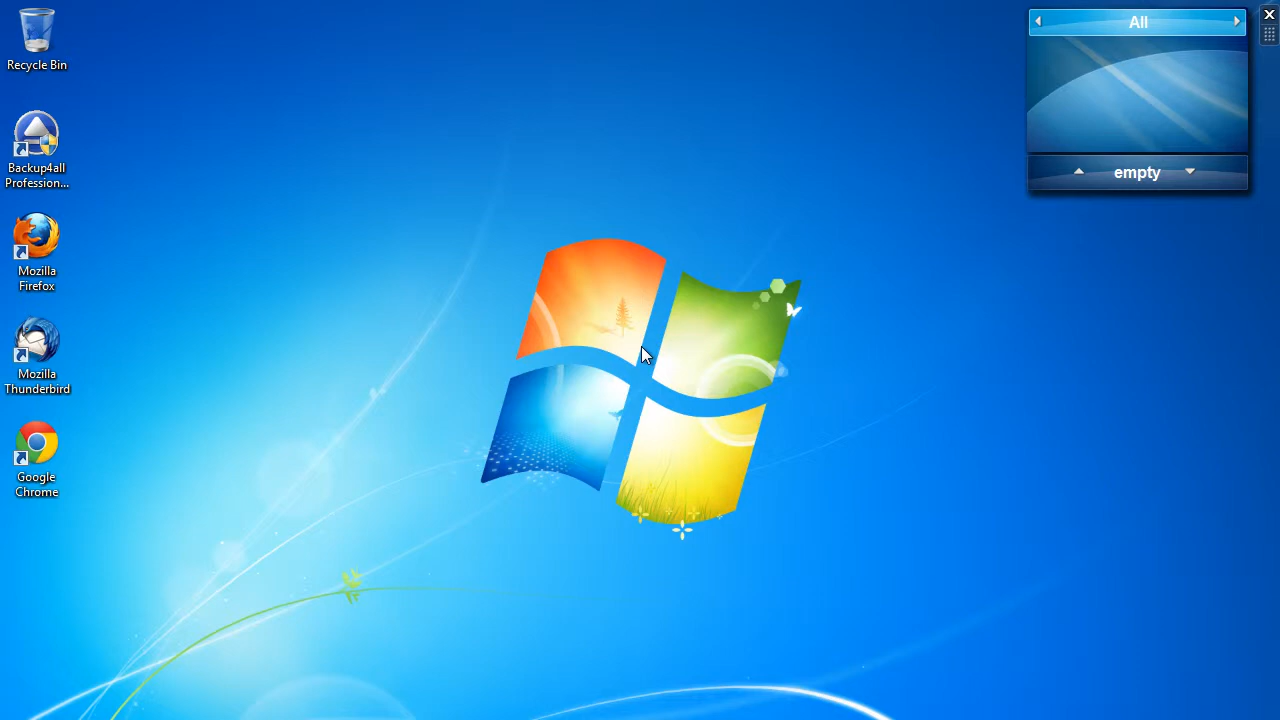 Recycle Bin
Backup4all
Profession...
Mozilla
Firefox
Mozilla
Thunderbird
Google
Chrome
All
empty